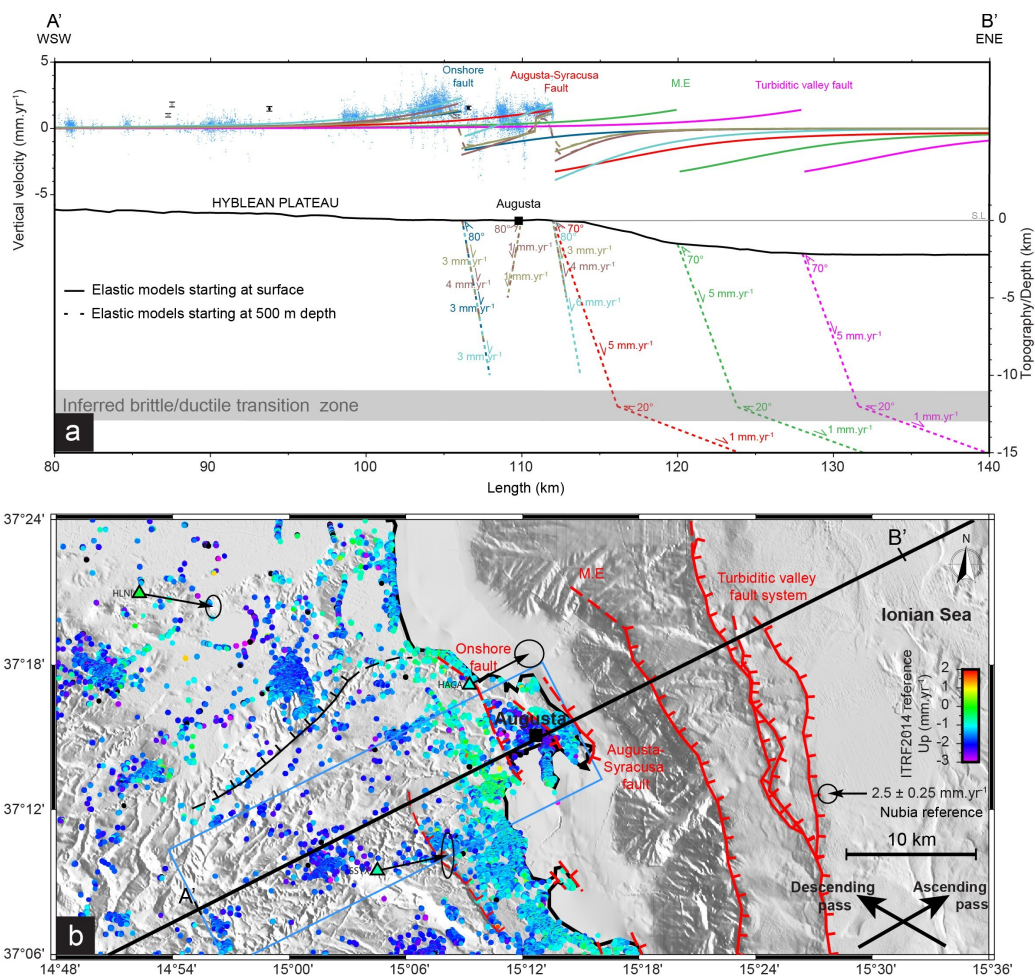 A'
WSW
B'
ENE
5
0
-5
Vertical velocity (mm.yr-1)
Onshore
fault
Augusta-Syracusa
Fault
M.E
Turbiditic valley fault
HYBLEAN PLATEAU
Augusta
S.L
0
-5
-10
-15
Topography/Depth (km)
80°
80°
70°
80°
70°
70°
3 mm.yr-1
4 mm.yr-1
3 mm.yr-1
3 mm.yr-1
1 mm.yr-1
1 mm.yr-1
3 mm.yr-1
4 mm.yr-1
6 mm.yr-1
5 mm.yr-1
5 mm.yr-1
5 mm.yr-1
Elastic models starting at surface
Elastic models starting at 500 m depth
Inferred brittle/ductile transition zone
20°
20°
20°
1 mm.yr-1
1 mm.yr-1
1 mm.yr-1
a
80
90
100
110
120
130
140
Length (km)
37°24'
37°18'
37°12'
37°06'
B'
N
M.E
Turbiditic valley
fault system
Ionian Sea
HLNI
Onshore
fault
HAGA
Augusta
Augusta-
Syracusa
fault
ITRF2014 reference
Up (mm.yr-1)
2
1
0
-1
-2
-3
2.5 ± 0.25 mm.yr-1
Nubia reference
10 km
A'
Descending
pass
Ascending
pass
b
14°48'
14°54'
15°00'
15°06'
15°12'
15°18'
15°24'
15°30'
15°36'